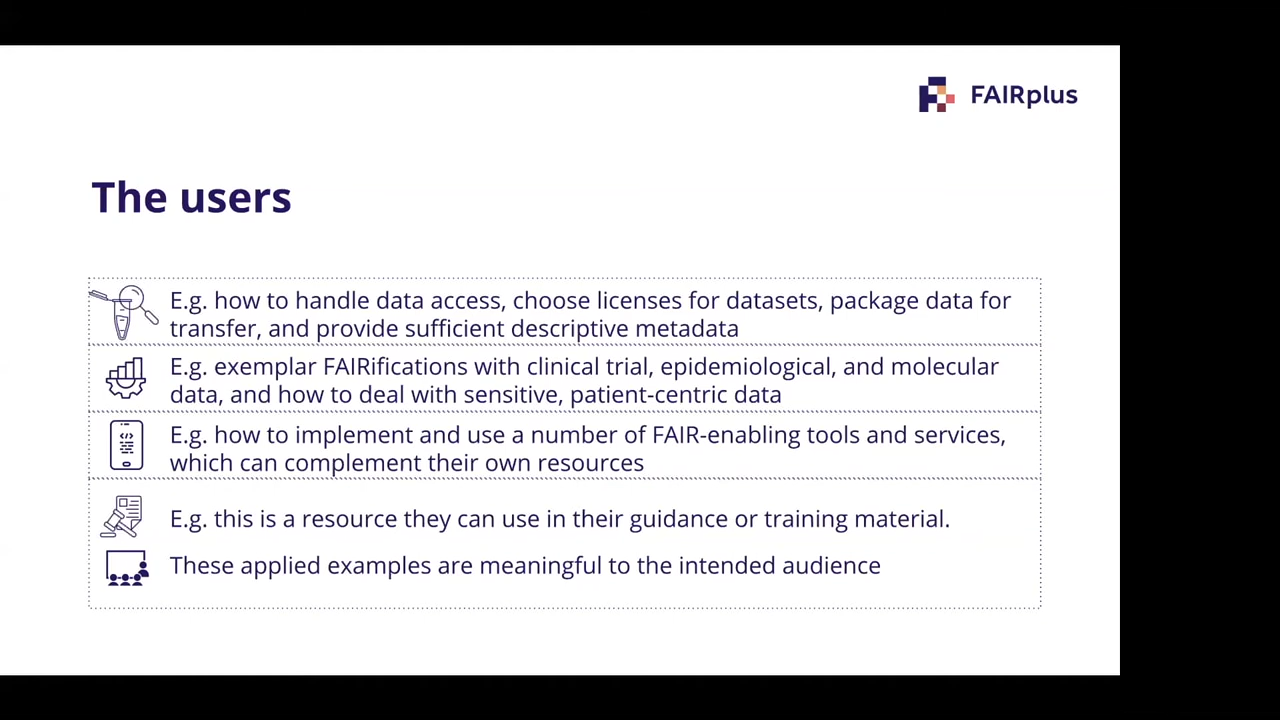 FAIRplus
The users
E.g. how to handle data access, choose licenses for datasets, package data for
transfer, and provide sufficient descriptive metadata
E.g. exemplar FAIRifications with clinical trial, epidemiological, and molecular
data, and how to deal with sensitive, patient-centric data
E.g. how to implement and use a number of FAIR-enabling tools and services,
which can complement their own resources
E.g. this is a resource they can use in their guidance or training material.
These applied examples are meaningful to the intended audience